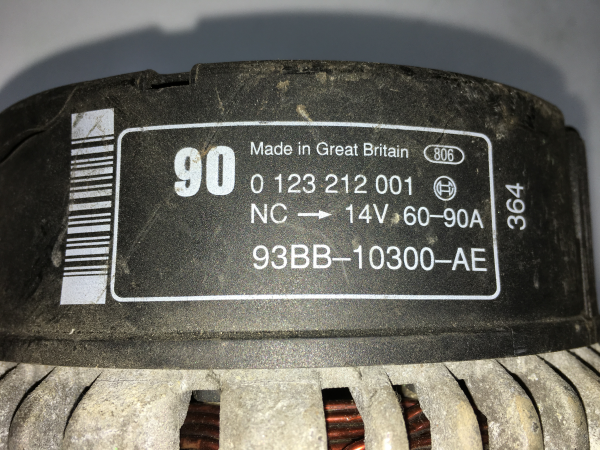 90
Made in Great Britain 806
0 123 212 001
NC → 14V 60–90A
93BB–10300–AE
364